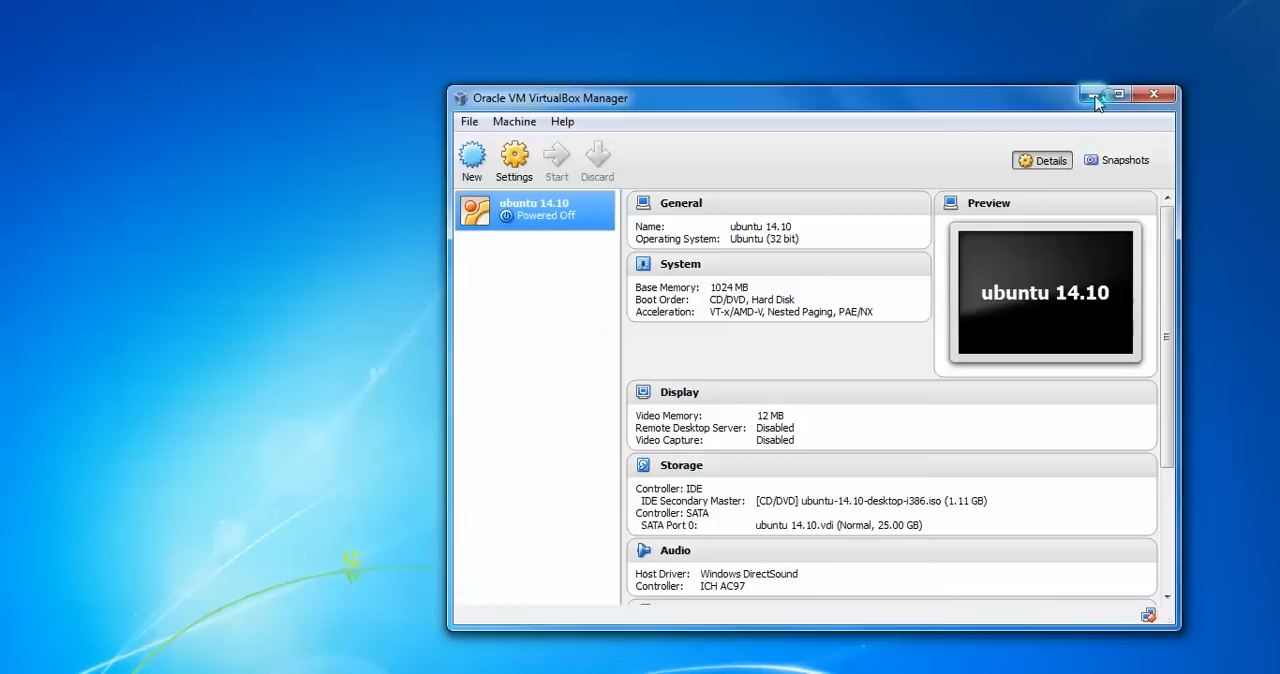 Oracle VM VirtualBox Manager
File Machine Help
New Settings Start Discard
Details Snapshots
ubuntu 14.10
Powered Off
General
Name: ubuntu 14.10
Operating System: Ubuntu (32 bit)
System
Base Memory: 1024 MB
Boot Order: CD/DVD, Hard Disk
Acceleration: VT-x/AMD-V, Nested Paging, PAE/NX
Preview
ubuntu 14.10
Display
Video Memory: 12 MB
Remote Desktop Server: Disabled
Video Capture: Disabled
Storage
Controller: IDE
IDE Secondary Master: [CD/DVD] ubuntu-14.10-desktop-i386.iso (1.11 GB)
Controller: SATA
SATA Port 0: ubuntu 14.10.vdi (Normal, 25.00 GB)
Audio
Host Driver: Windows DirectSound
Controller: ICH AC97